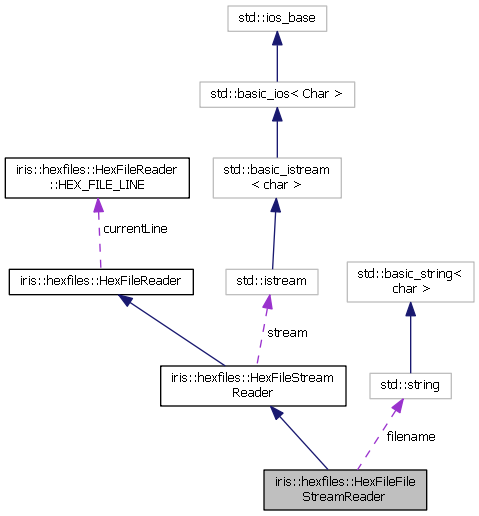 std::ios_base
std::basic_ios< Char >
std::basic_istream
< char >
iris::hexfiles::HexFileReader
::HEX_FILE_LINE
currentLine
iris::hexfiles::HexFileReader
std::istream
std::basic_string<
char >
stream
iris::hexfiles::HexFileStream
Reader
std::string
filename
iris::hexfiles::HexFileFile
StreamReader